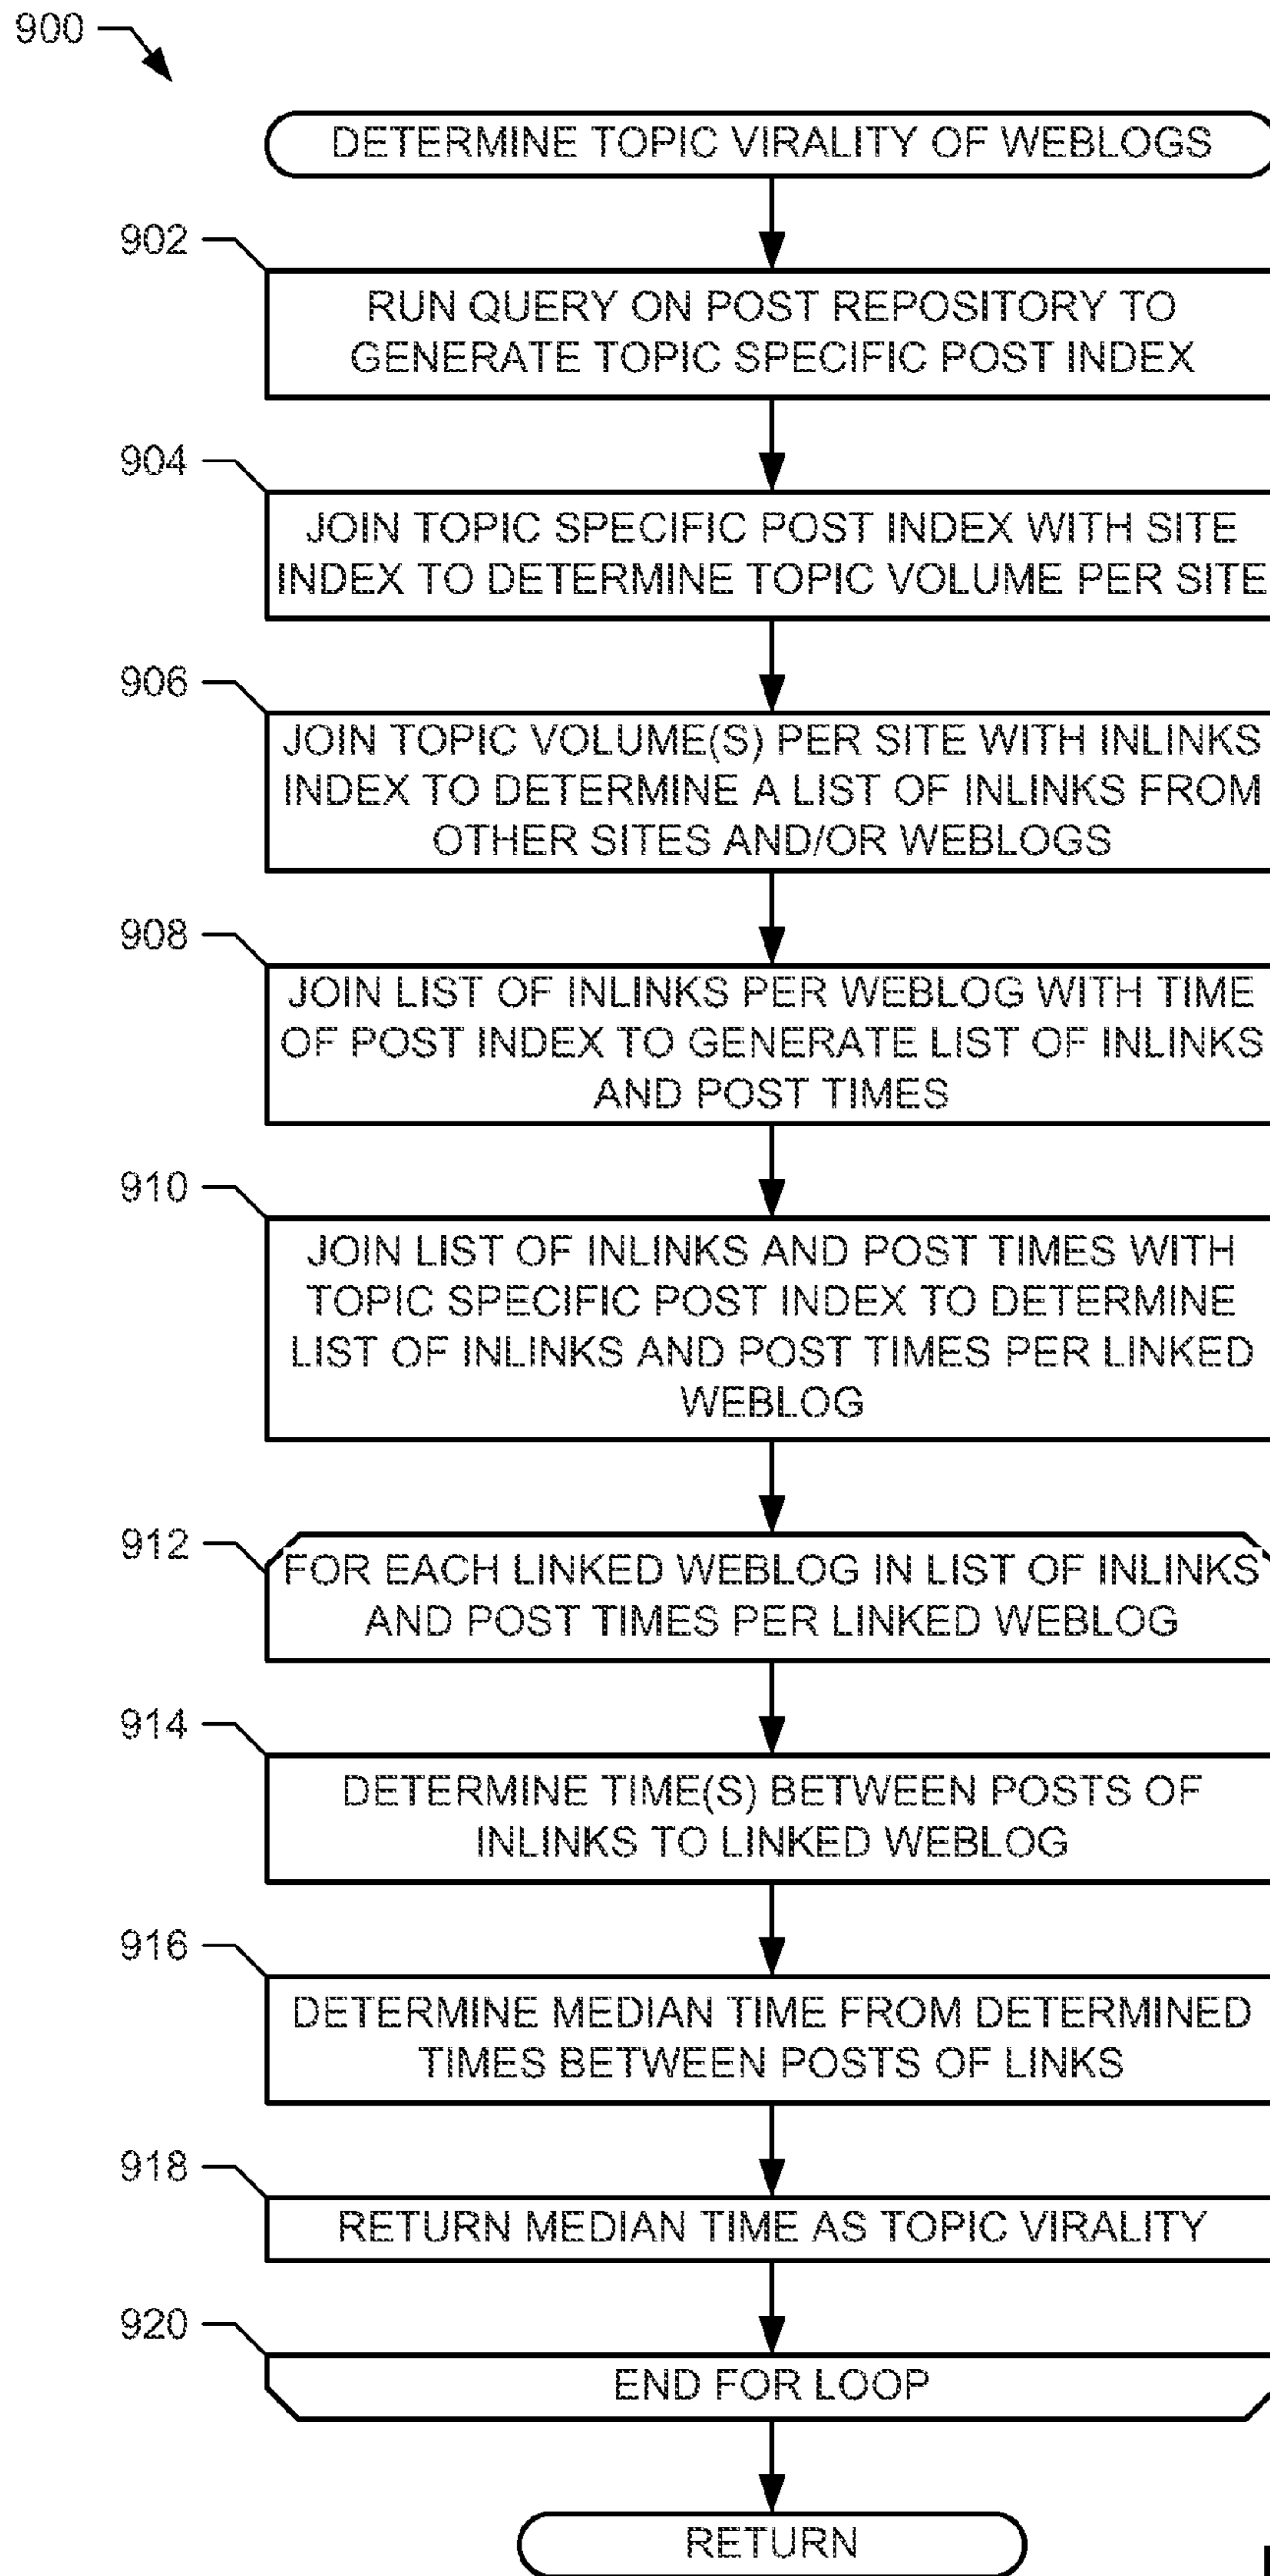 900
DETERMINE TOPIC VIRALITY OF WEBLOGS
902
RUN QUERY ON POST REPOSITORY TO
GENERATE TOPIC SPECIFIC POST INDEX
904
JOIN TOPIC SPECIFIC POST INDEX WITH SITE
INDEX TO DETERMINE TOPIC VOLUME PER SITE
906
JOIN TOPIC VOLUME(S) PER SITE WITH INLINKS
INDEX TO DETERMINE A LIST OF INLINKS FROM
OTHER SITES AND/OR WEBLOGS
908
JOIN LIST OF INLINKS PER WEBLOG WITH TIME
OF POST INDEX TO GENERATE LIST OF INLINKS
AND POST TIMES
910
JOIN LIST OF INLINKS AND POST TIMES WITH
TOPIC SPECIFIC POST INDEX TO DETERMINE
LIST OF INLINKS AND POST TIMES PER LINKED
WEBLOG
912
FOR EACH LINKED WEBLOG IN LIST OF INLINKS
AND POST TIMES PER LINKED WEBLOG
914
DETERMINE TIME(S) BETWEEN POSTS OF
INLINKS TO LINKED WEBLOG
916
DETERMINE MEDIAN TIME FROM DETERMINED
TIMES BETWEEN POSTS OF LINKS
918
RETURN MEDIAN TIME AS TOPIC VIRALITY
920
END FOR LOOP
RETURN